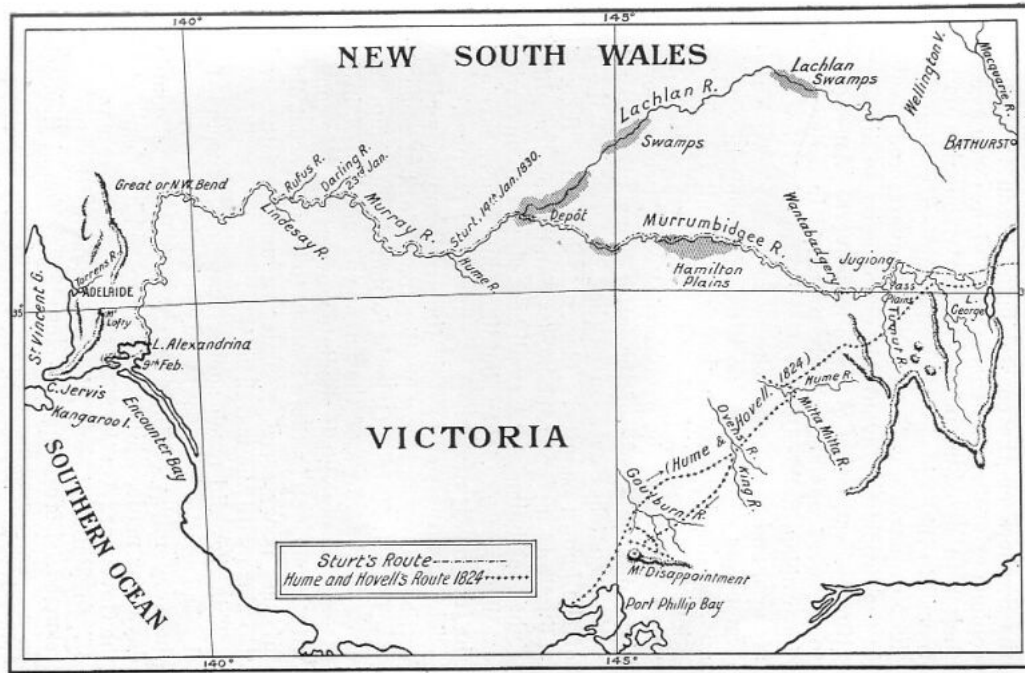 140°
145°
NEW SOUTH WALES
Lachlan
Swamps
Wellington V.
Macquarie R.
Lachlan R.
Swamps
BATHURST
Great or N.W. Bend
Rufus R.
Darling R.
23rd Jan.
Lindesay R.
Murray R.
Sturt, 14th Jan. 1830.
Depôt
Hume R.
Murrumbidgee R.
Hamilton
Plains
Wantabadgery
Jugiong
Yass
Plains
L.
George
Tumut R.
St Vincent G.
Torrens R.
ADELAIDE
35
Mt
Lofty
L. Alexandrina
9th Feb.
C. Jervis
Kangaroo I.
Encounter Bay
SOUTHERN OCEAN
VICTORIA
(Hume & Hovell, 1824)
Hume R.
Mitta Mitta R.
Ovens R.
King R.
Goulburn R.
Mt Disappointment
Port Phillip Bay
Sturt's Route
Hume and Hovell's Route 1824
140°
145°